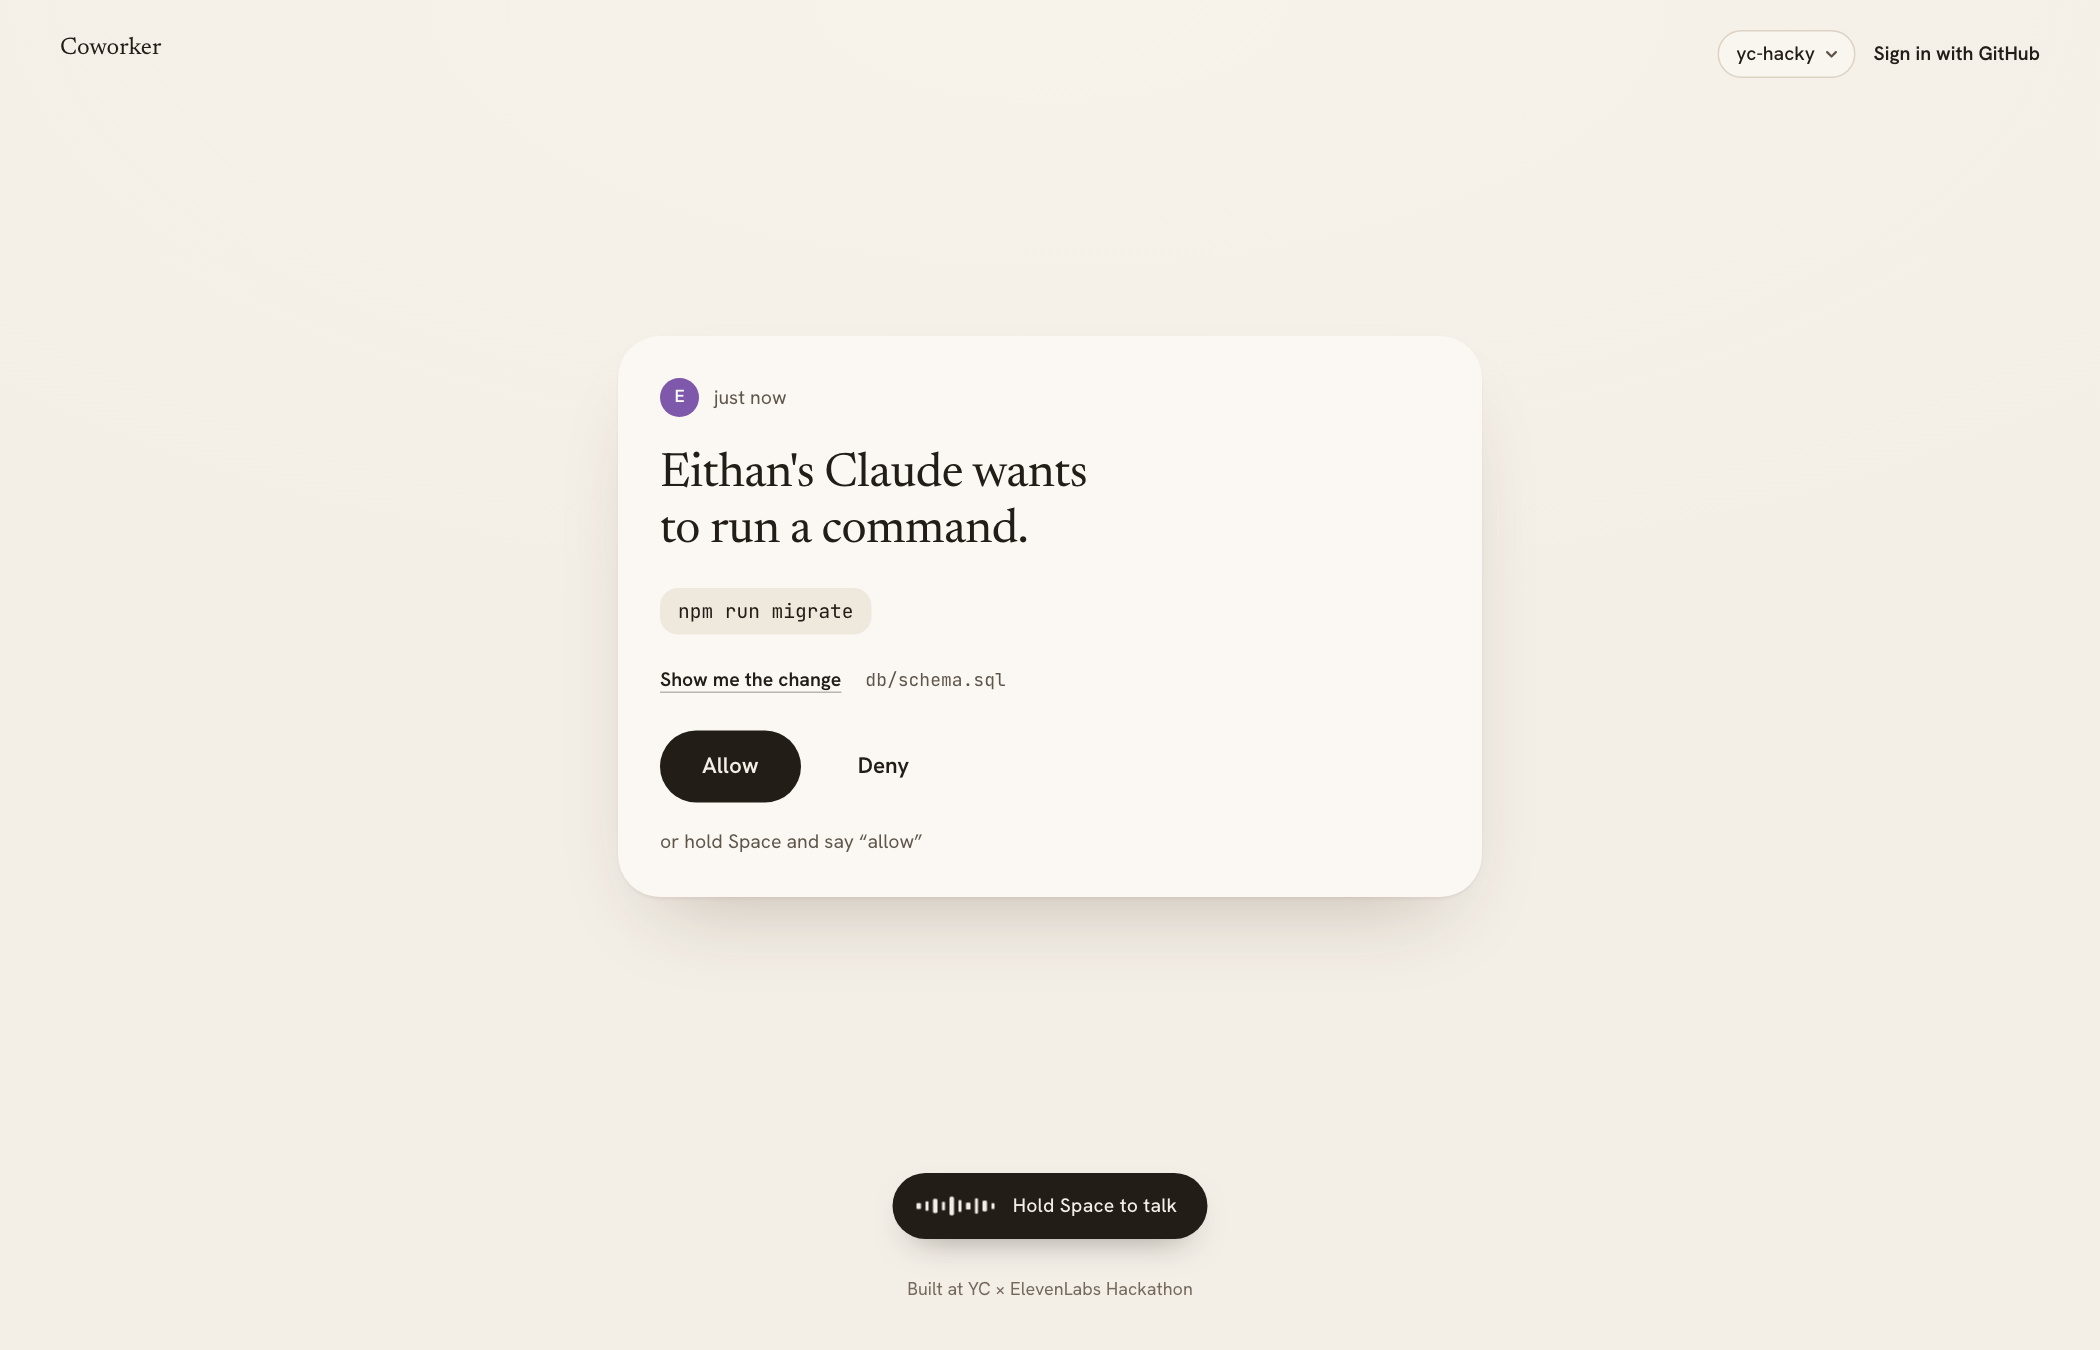 Coworker
yc-hacky
Sign in with GitHub
E
just now
Eithan's Claude wants
to run a command.
npm run migrate
Show me the change
db/schema.sql
Allow
Deny
or hold Space and say “allow”
Hold Space to talk
Built at YC × ElevenLabs Hackathon